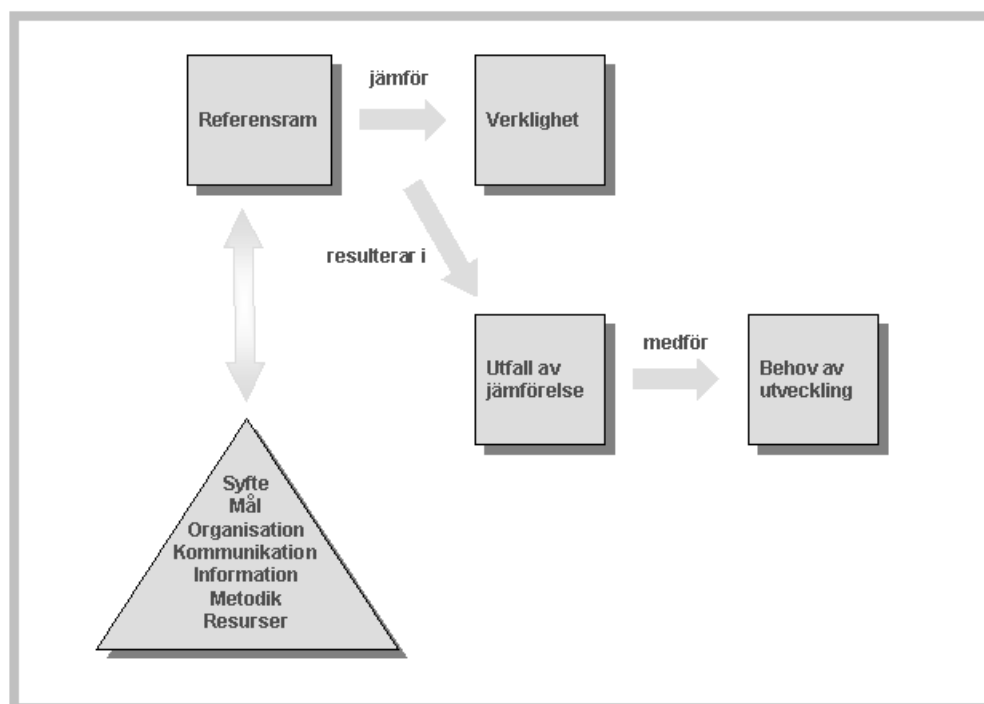 jämför
Referensram
Verklighet
resulterar i
Utfall av
jämförelse
medför
Behov av
utveckling
Syfte
Mål
Organisation
Kommunikation
Information
Metodik
Resurser